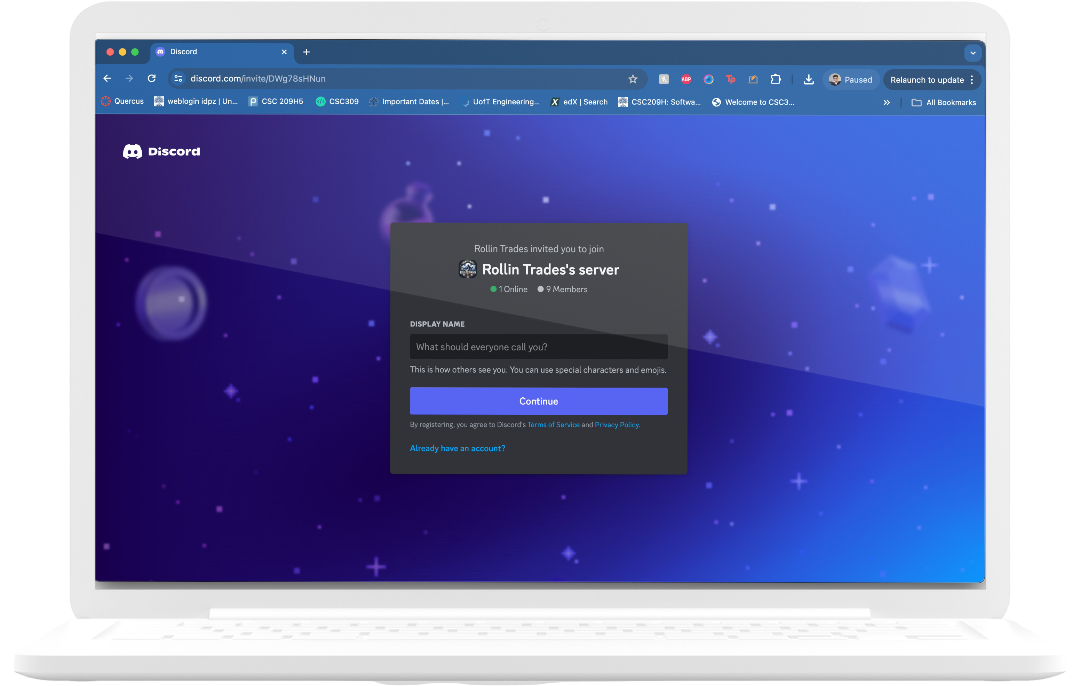 Discord
discord.com/invite/DWg78sHNun
ABP
Paused
Relaunch to update
Quercus
weblogin idpz | Un...
P
CSC 209H5
CSC309
Important Dates |...
UofT Engineering...
X
edX | Search
CSC209H: Softwa...
Welcome to CSC3...
»
All Bookmarks
Discord
Rollin Trades invited you to join
Rollin Trades's server
1 Online 9 Members
DISPLAY NAME
What should everyone call you?
This is how others see you. You can use special characters and emojis.
Continue
By registering, you agree to Discord's Terms of Service and Privacy Policy.
Already have an account?